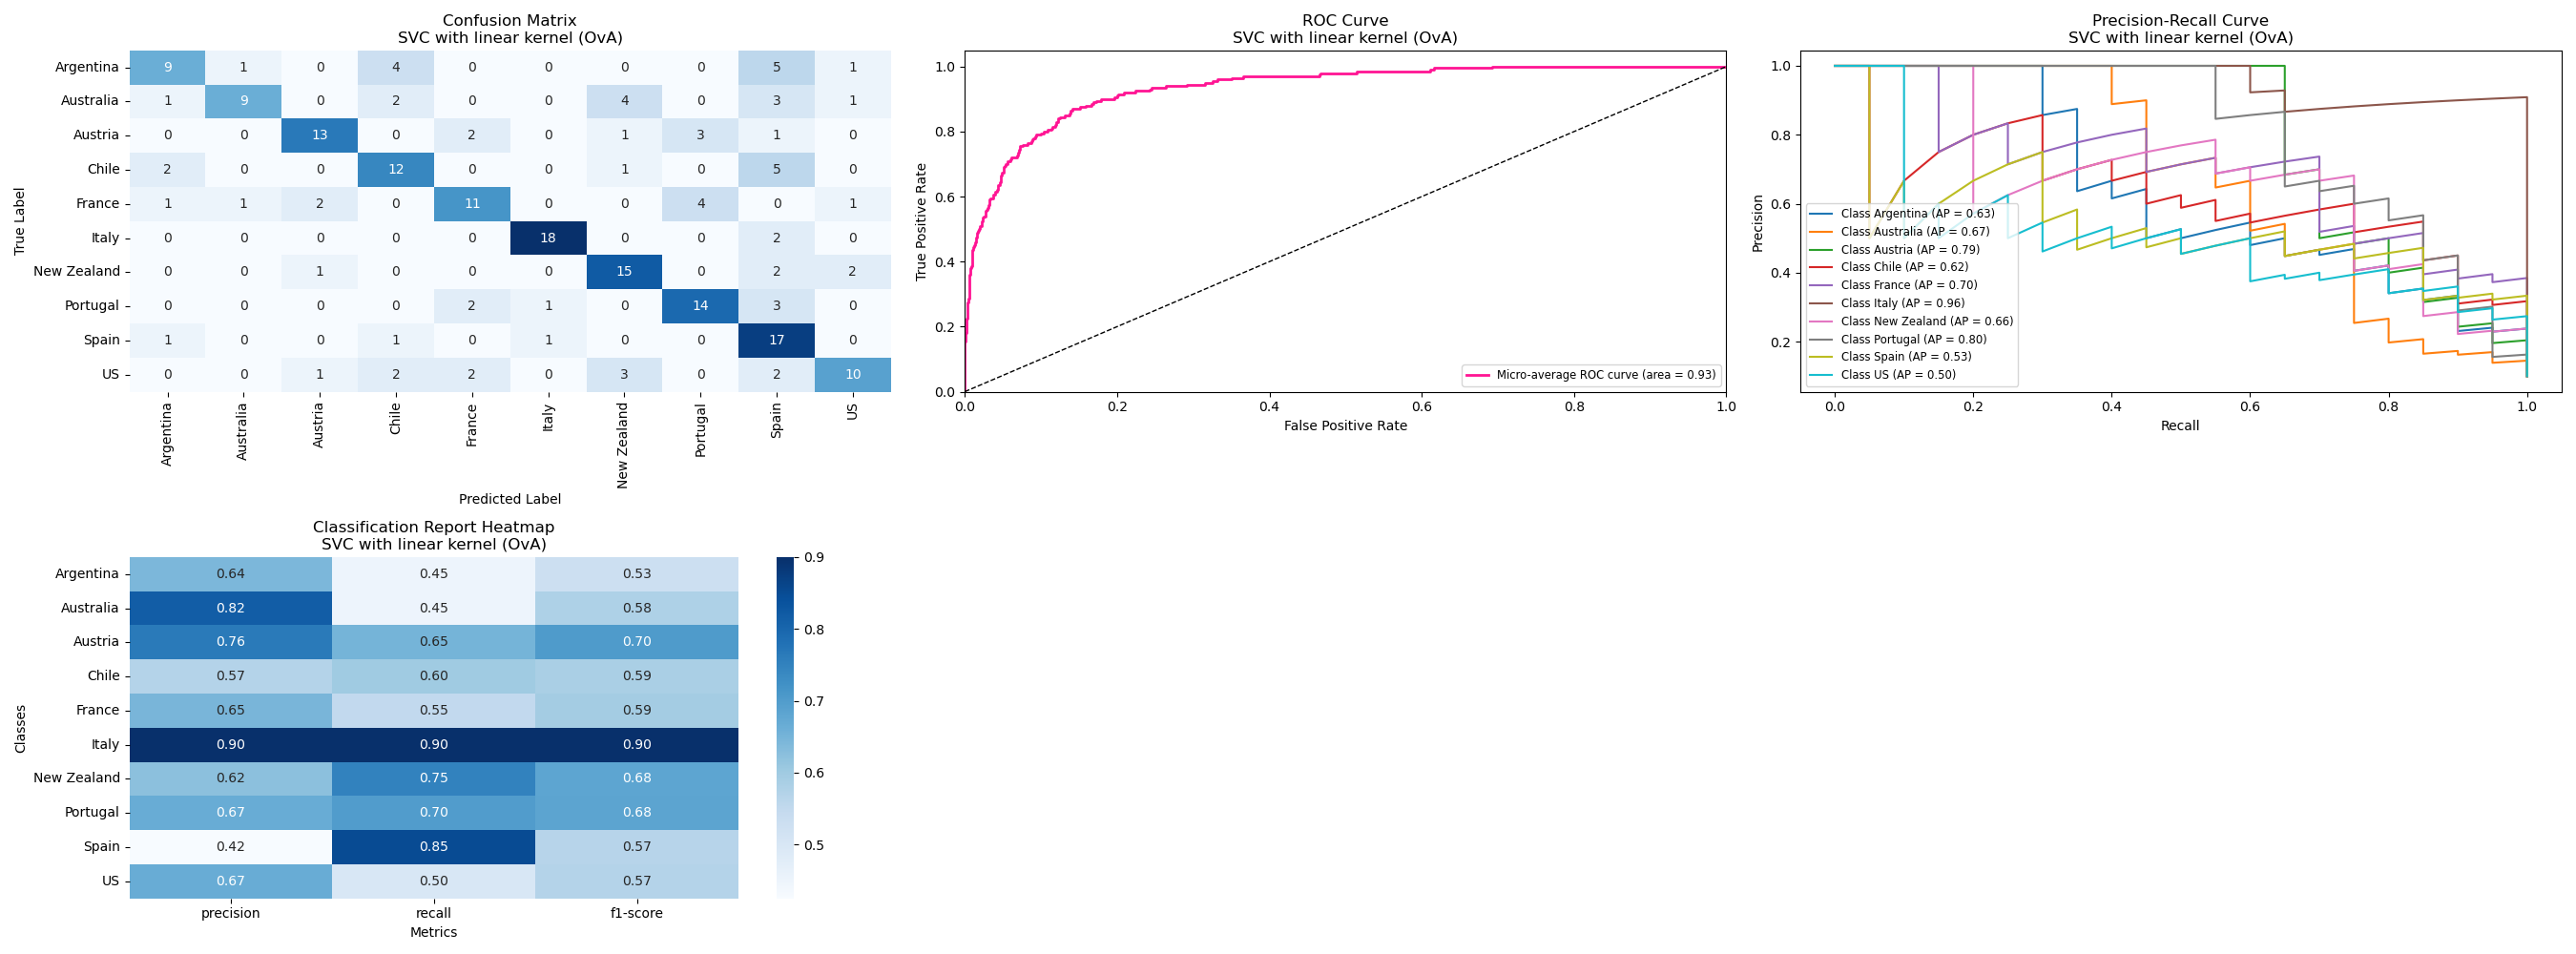 Confusion Matrix
SVC with linear kernel (OvA)
True Label
Argentina 9 1 0 4 0 0 0 0 5 1
Australia 1 9 0 2 0 0 4 0 3 1
Austria 0 0 13 0 2 0 1 3 1 0
Chile 2 0 0 12 0 0 1 0 5 0
France 1 1 2 0 11 0 0 4 0 1
Italy 0 0 0 0 0 18 0 0 2 0
New Zealand 0 0 1 0 0 0 15 0 2 2
Portugal 0 0 0 0 2 1 0 14 3 0
Spain 1 0 0 1 0 1 0 0 17 0
US 0 0 1 2 2 0 3 0 2 10
Argentina Australia Austria Chile France Italy New Zealand Portugal Spain US
Predicted Label
ROC Curve
SVC with linear kernel (OvA)
True Positive Rate
1.0
0.8
0.6
0.4
0.2
0.0
Micro-average ROC curve (area = 0.93)
0.0 0.2 0.4 0.6 0.8 1.0
False Positive Rate
Precision-Recall Curve
SVC with linear kernel (OvA)
Precision
1.0
0.8
0.6
0.4
0.2
Class Argentina (AP = 0.63)
Class Australia (AP = 0.67)
Class Austria (AP = 0.79)
Class Chile (AP = 0.62)
Class France (AP = 0.70)
Class Italy (AP = 0.96)
Class New Zealand (AP = 0.66)
Class Portugal (AP = 0.80)
Class Spain (AP = 0.53)
Class US (AP = 0.50)
0.0 0.2 0.4 0.6 0.8 1.0
Recall
Classification Report Heatmap
SVC with linear kernel (OvA)
Classes
Argentina 0.64 0.45 0.53
Australia 0.82 0.45 0.58
Austria 0.76 0.65 0.70
Chile 0.57 0.60 0.59
France 0.65 0.55 0.59
Italy 0.90 0.90 0.90
New Zealand 0.62 0.75 0.68
Portugal 0.67 0.70 0.68
Spain 0.42 0.85 0.57
US 0.67 0.50 0.57
precision recall f1-score
Metrics
0.9
0.8
0.7
0.6
0.5